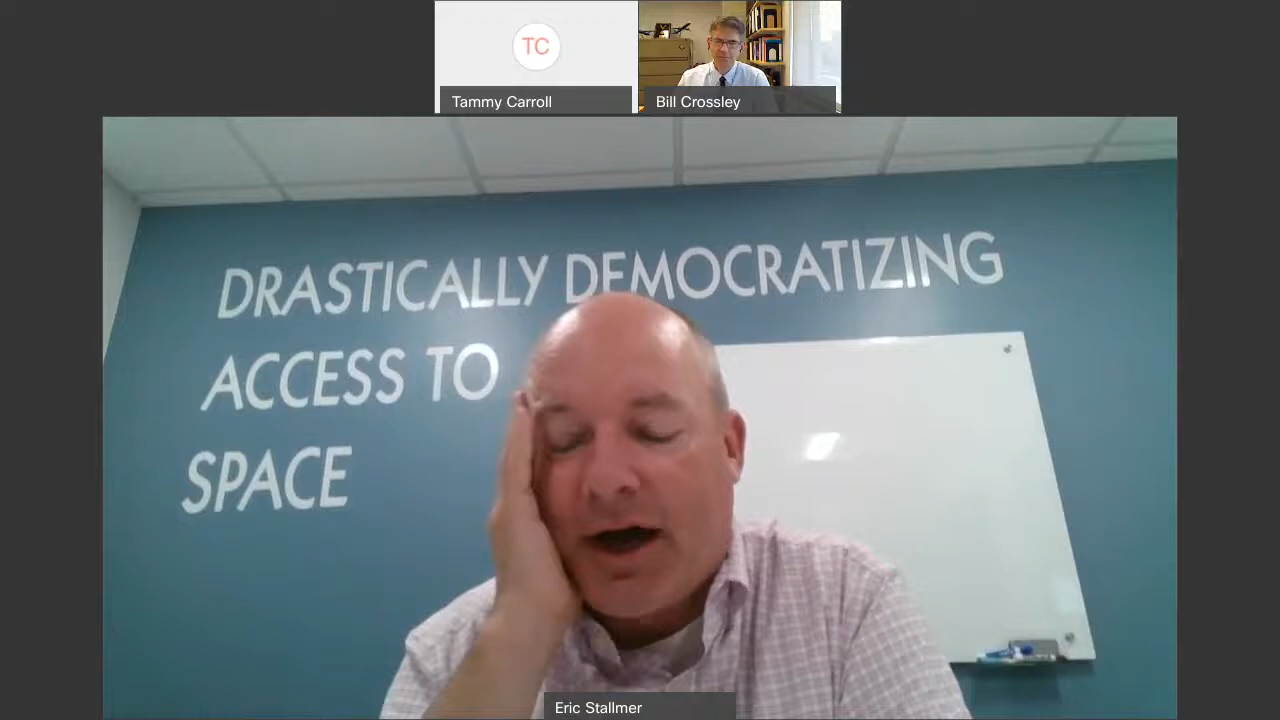 TC
Tammy Carroll
Bill Crossley
DRASTICALLY DEMOCRATIZING
ACCESS TO
SPACE
Eric Stallmer